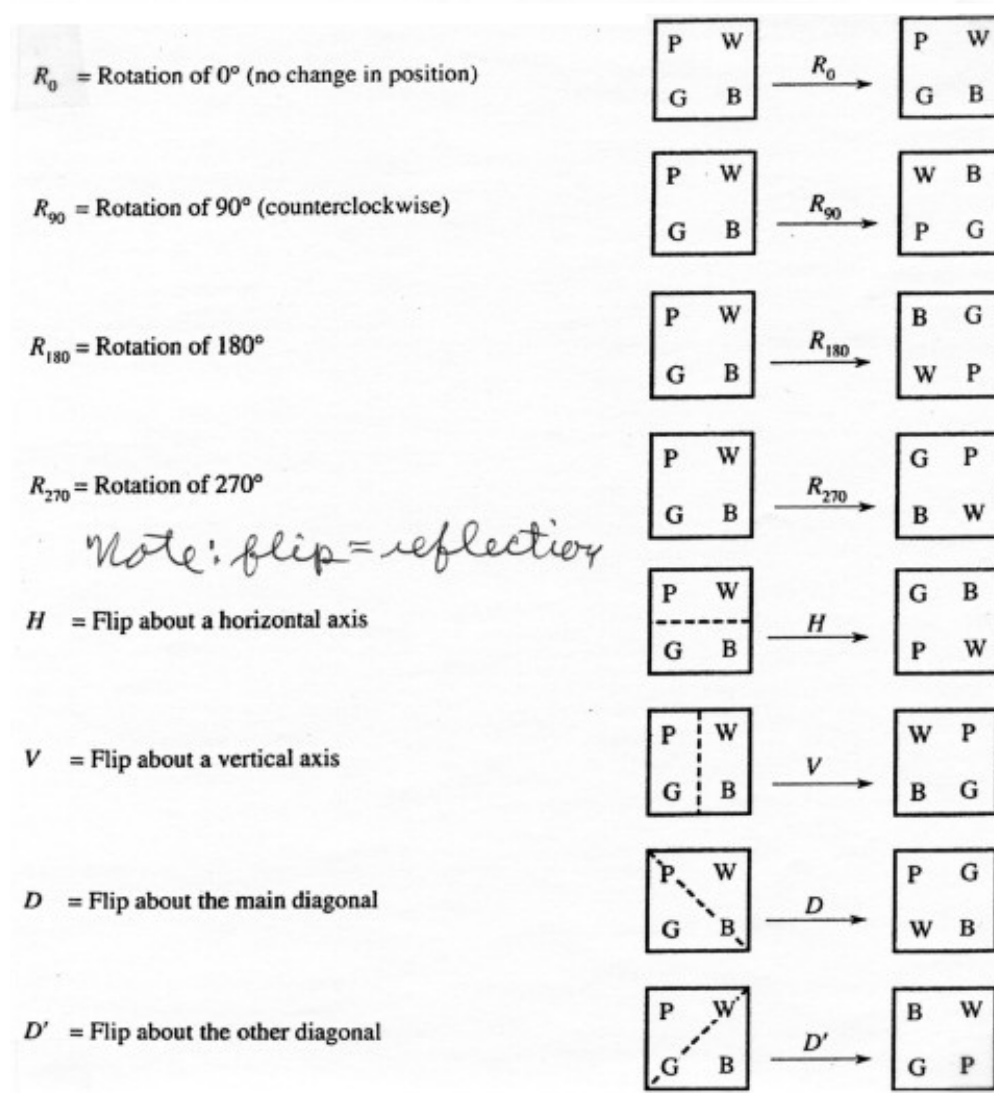 P W P W
R₀ = Rotation of 0° (no change in position) R₀
G B G B
P W W B
R₉₀ = Rotation of 90° (counterclockwise) R₉₀
G B P G
P W B G
R₁₈₀ = Rotation of 180° R₁₈₀
G B W P
P W G P
R₂₇₀ = Rotation of 270° R₂₇₀
G B B W
Note: flip = reflection
P W G B
H = Flip about a horizontal axis H
G B P W
P W W P
V = Flip about a vertical axis V
G B B G
P W P G
D = Flip about the main diagonal D
G B W B
P W B W
D′ = Flip about the other diagonal D′
G B G P